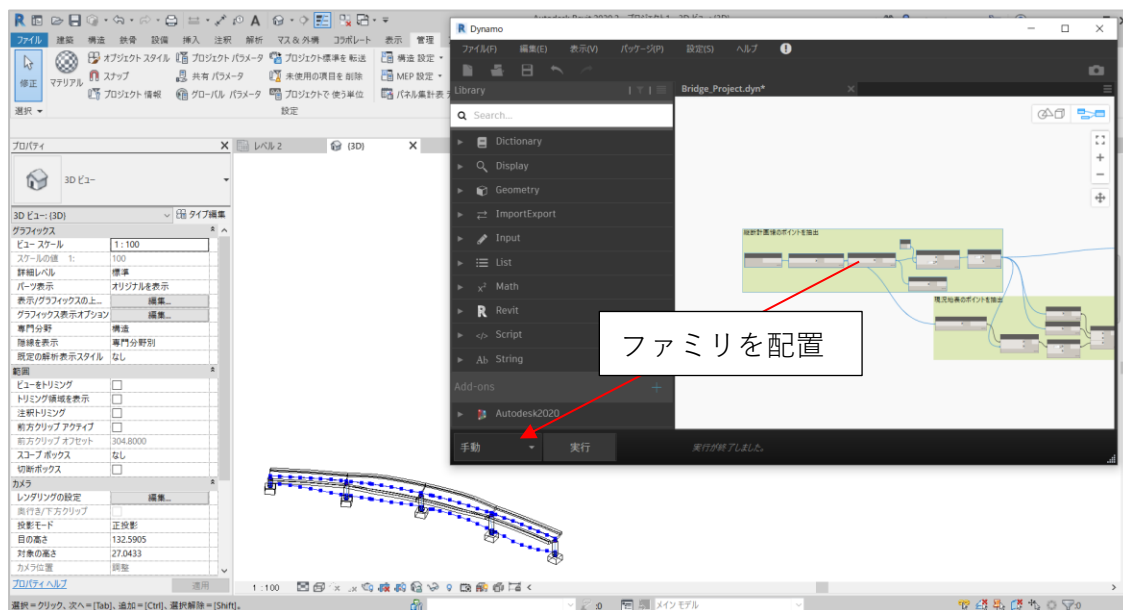 ファイル 建築 構造 鉄骨 設備 挿入 注釈 解析 マス & 外構 コラボレート 表示 管理
修正
マテリアル
オブジェクト スタイル
プロジェクト パラメータ
プロジェクト標準を 転送
構造 設定
スナップ
共有 パラメータ
未使用の項目を 削除
MEP 設定
プロジェクト 情報
グローバル パラメータ
プロジェクトで 使う単位
パネル集計表
選択
設定
プロパティ
レベル 2
(3D)
3D ビュー
3D ビュー: (3D)
タイプ編集
グラフィックス
ビュー スケール 1 : 100
スケールの値 1: 100
詳細レベル 標準
パーツ表示 オリジナルを表示
表示/グラフィックスの上... 編集...
グラフィックス表示オプション 編集...
専門分野 構造
陰線を表示 専門分野別
既定の解析表示スタイル なし
範囲
ビューをトリミング
トリミング領域を表示
注釈トリミング
前方クリップ アクティブ
前方クリップ オフセット 304.8000
スコープ ボックス なし
切断ボックス
カメラ
レンダリングの設定 編集...
奥行き/下方クリップ
投影モード 正投影
目の高さ 132.5905
対象の高さ 27.0433
カメラ位置 調整
プロパティ ヘルプ
適用
1 : 100
選択 = クリック、次へ = [Tab]、追加 = [Ctrl]、選択解除 = [Shift]。
:0
メイン モデル
:0
Dynamo
ファイル(F) 編集(E) 表示(V) パッケージ(P) 設定(S) ヘルプ
Library
Bridge_Project.dyn*
Search...
Dictionary
Display
Geometry
ImportExport
Input
List
Math
Revit
Script
String
Add-ons
Autodesk2020
手動
実行
実行が終了しました。
縦断計画線のポイントを抽出
現況地表のポイントを抽出
ファミリを配置